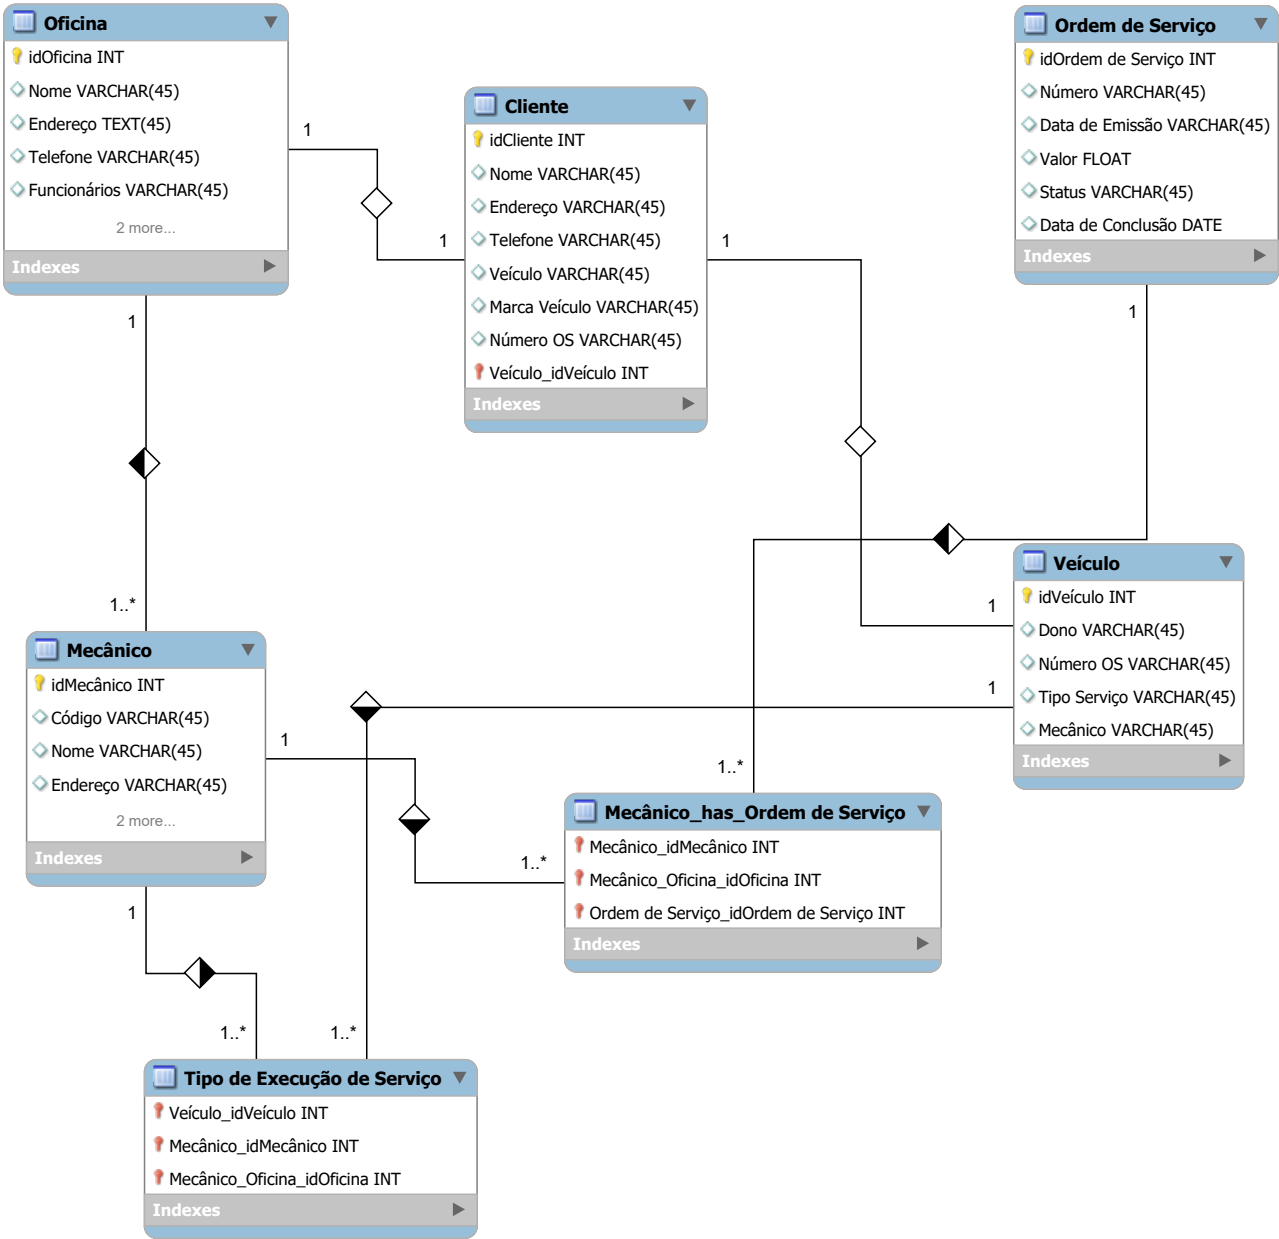 Oficina
idOficina INT
Nome VARCHAR(45)
Endereço TEXT(45)
Telefone VARCHAR(45)
Funcionários VARCHAR(45)
2 more...
Indexes
1
1
Cliente
idCliente INT
Nome VARCHAR(45)
Endereço VARCHAR(45)
Telefone VARCHAR(45)
Veículo VARCHAR(45)
Marca Veículo VARCHAR(45)
Número OS VARCHAR(45)
Veículo_idVeículo INT
Indexes
1
Ordem de Serviço
idOrdem de Serviço INT
Número VARCHAR(45)
Data de Emissão VARCHAR(45)
Valor FLOAT
Status VARCHAR(45)
Data de Conclusão DATE
Indexes
1
1
1..*
Mecânico
idMecânico INT
Código VARCHAR(45)
Nome VARCHAR(45)
Endereço VARCHAR(45)
2 more...
Indexes
1
1
1
Veículo
idVeículo INT
Dono VARCHAR(45)
Número OS VARCHAR(45)
Tipo Serviço VARCHAR(45)
Mecânico VARCHAR(45)
Indexes
1..*
1..*
Mecânico_has_Ordem de Serviço
Mecânico_idMecânico INT
Mecânico_Oficina_idOficina INT
Ordem de Serviço_idOrdem de Serviço INT
Indexes
1
1..*
1..*
Tipo de Execução de Serviço
Veículo_idVeículo INT
Mecânico_idMecânico INT
Mecânico_Oficina_idOficina INT
Indexes